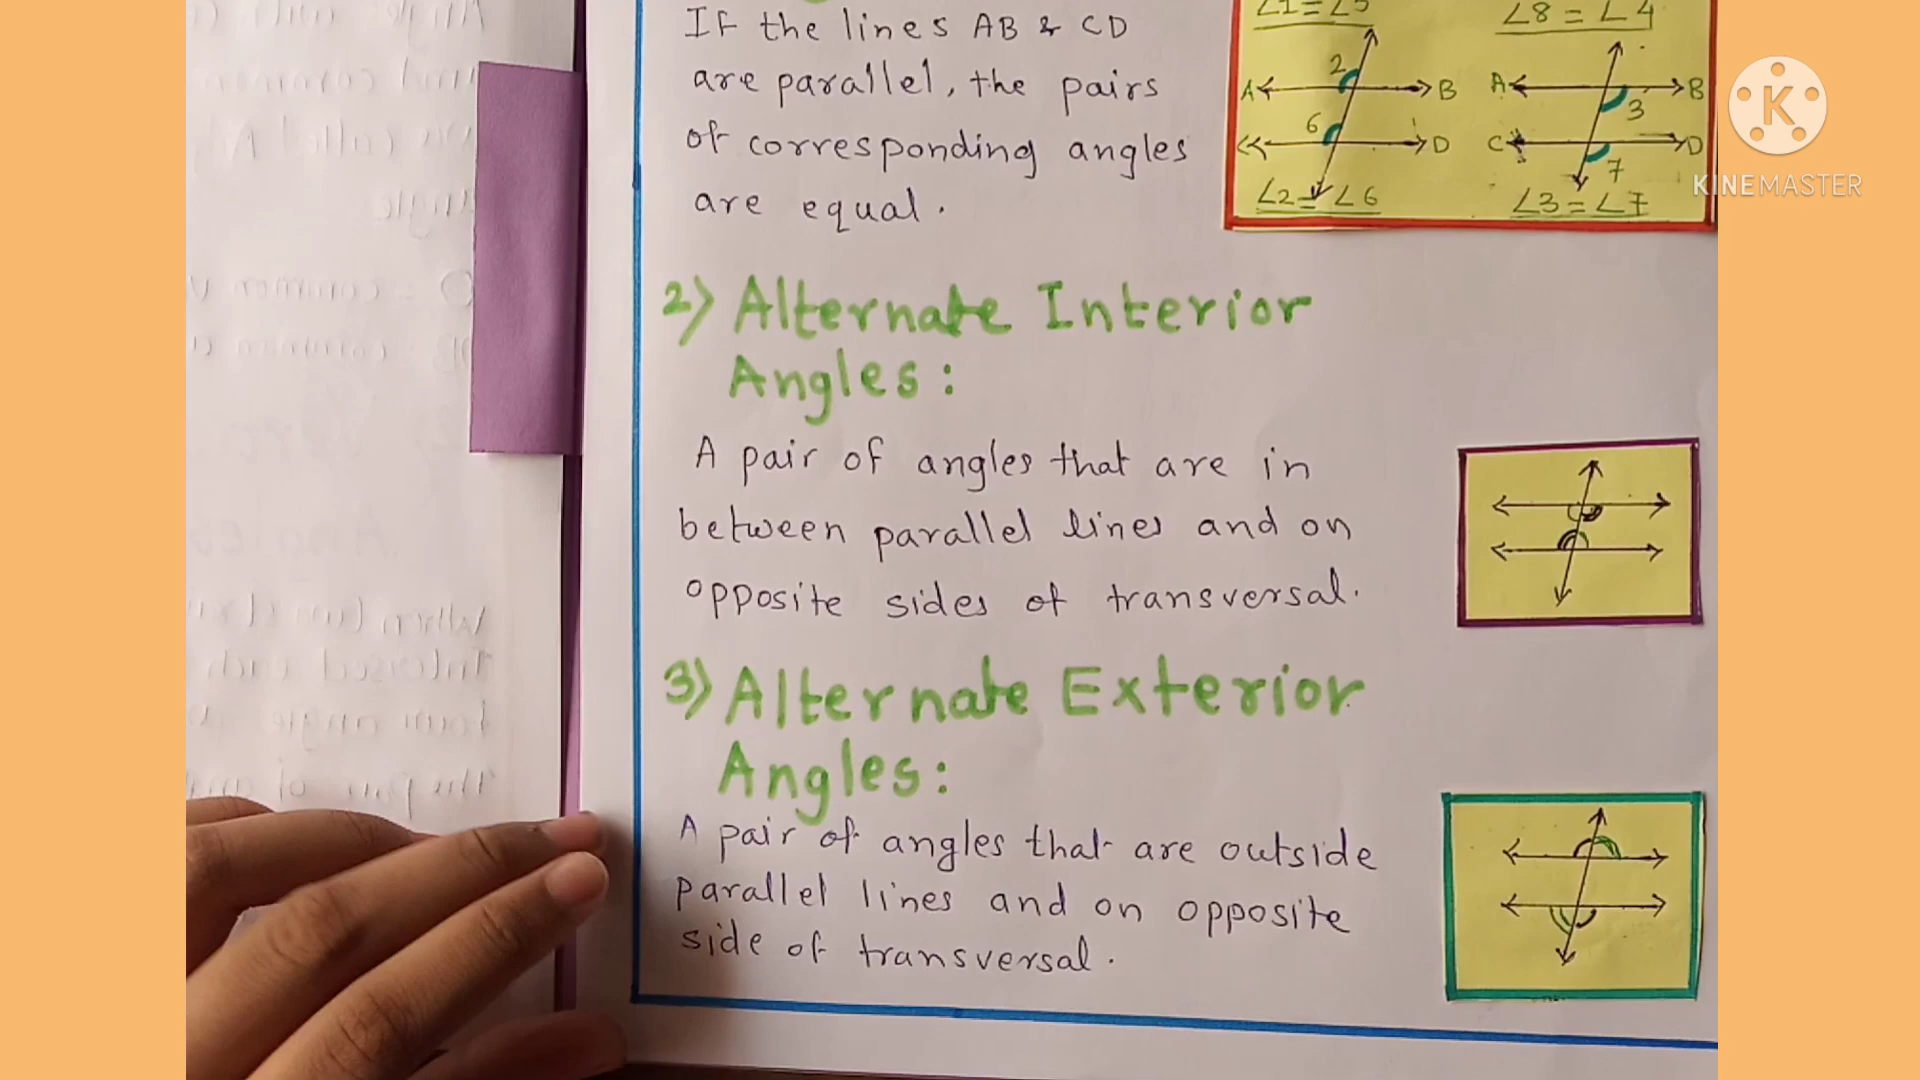 If the lines AB & CD
are parallel, the pairs
of corresponding angles
are equal.
∠1=∠5
∠8=∠4
2
A
B
6
D
∠2=∠6
A
B
3
C
D
7
∠3=∠7
K
KINEMASTER
2) Alternate Interior
Angles:
A pair of angles that are in
between parallel lines and on
opposite sides of transversal.
3) Alternate Exterior
Angles:
A pair of angles that are outside
parallel lines and on opposite
side of transversal.